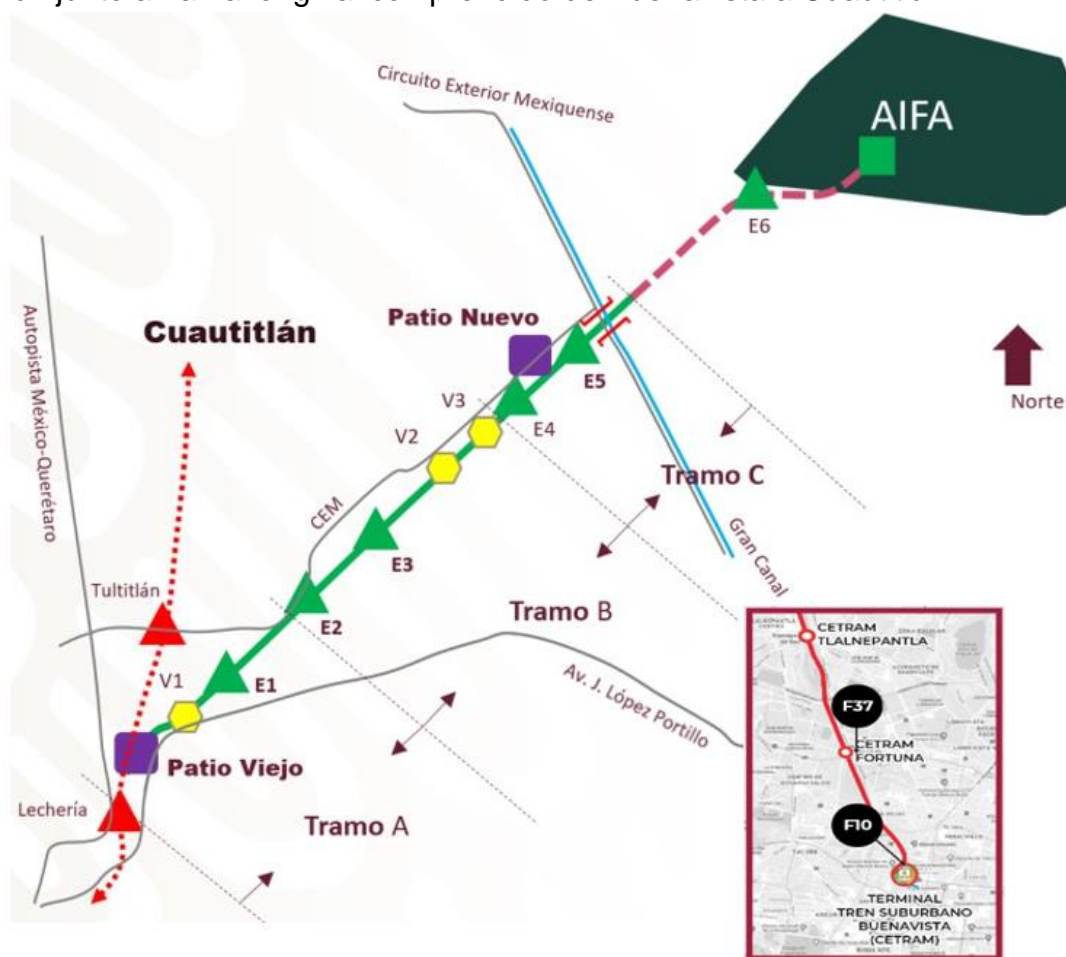 Circuito Exterior Mexiquense
AIFA
E6
Autopista México-Querétaro
Cuautitlán
Patio Nuevo
E5
Norte
V3
E4
V2
Tramo C
CEM
E3
Gran Canal
Tultitlán
E2
Tramo B
V1
E1
Av. J. López Portillo
Patio Viejo
Lechería
Tramo A
CETRAM
TLALNEPANTLA
F37
CETRAM
FORTUNA
F10
TERMINAL
TREN SUBURBANO
BUENAVISTA
(CETRAM)